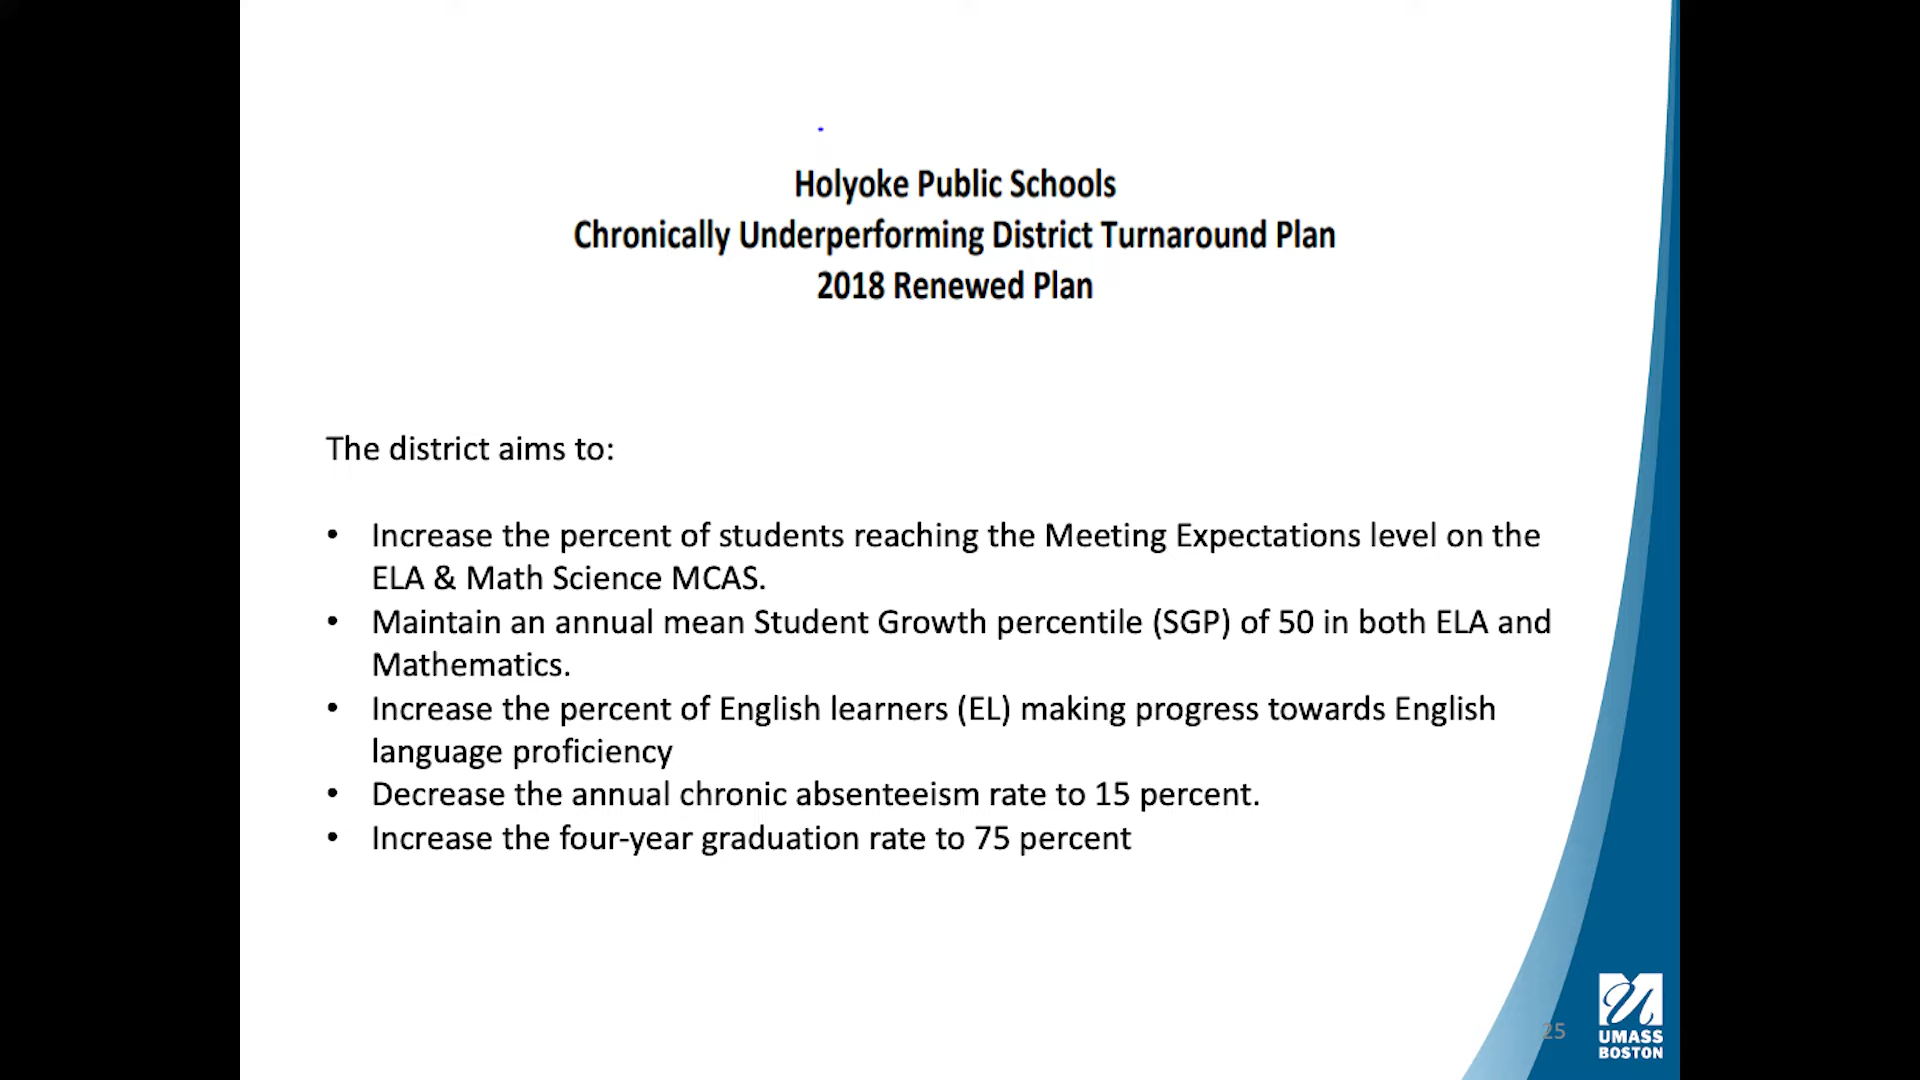 Holyoke Public Schools
Chronically Underperforming District Turnaround Plan
2018 Renewed Plan
The district aims to:
• Increase the percent of students reaching the Meeting Expectations level on the
ELA & Math Science MCAS.
• Maintain an annual mean Student Growth percentile (SGP) of 50 in both ELA and
Mathematics.
• Increase the percent of English learners (EL) making progress towards English
language proficiency
• Decrease the annual chronic absenteeism rate to 15 percent.
• Increase the four-year graduation rate to 75 percent
25
UMASS
BOSTON